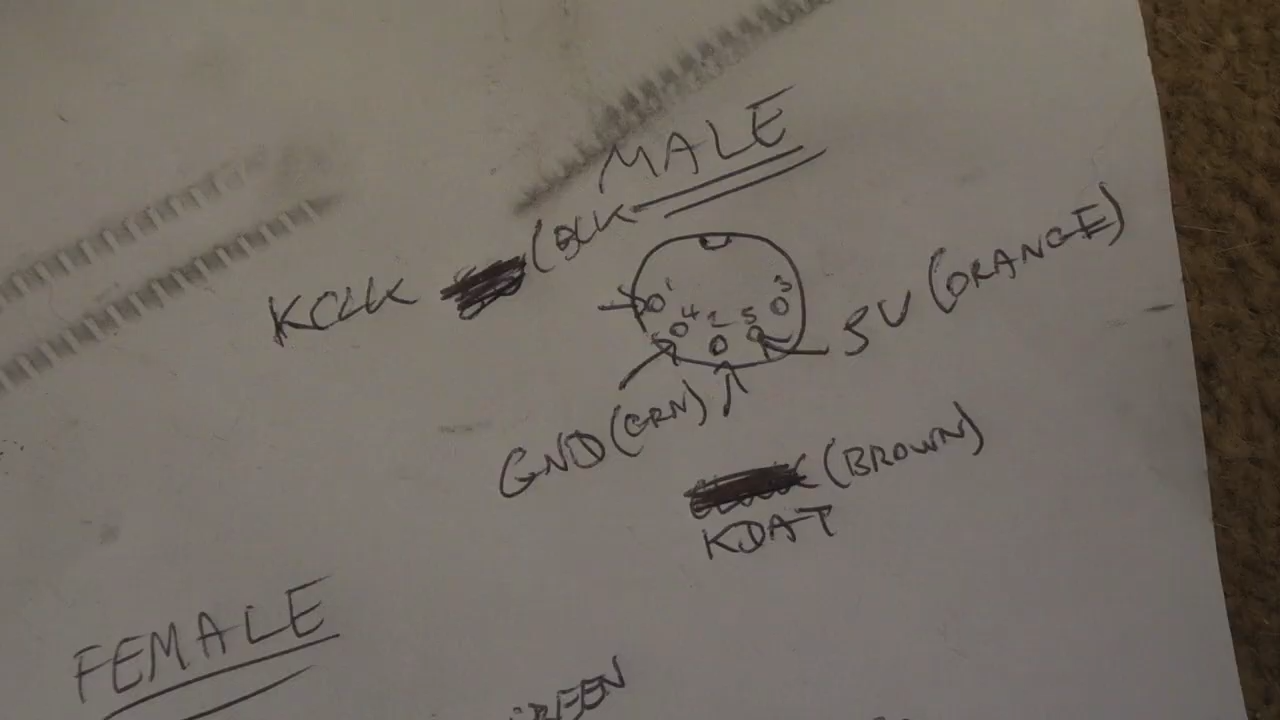 MALE
KCLK (BLK
1 3
4 2 5
5V (ORANGE)
GND (GRN)
(BROWN)
KDAT
FEMALE